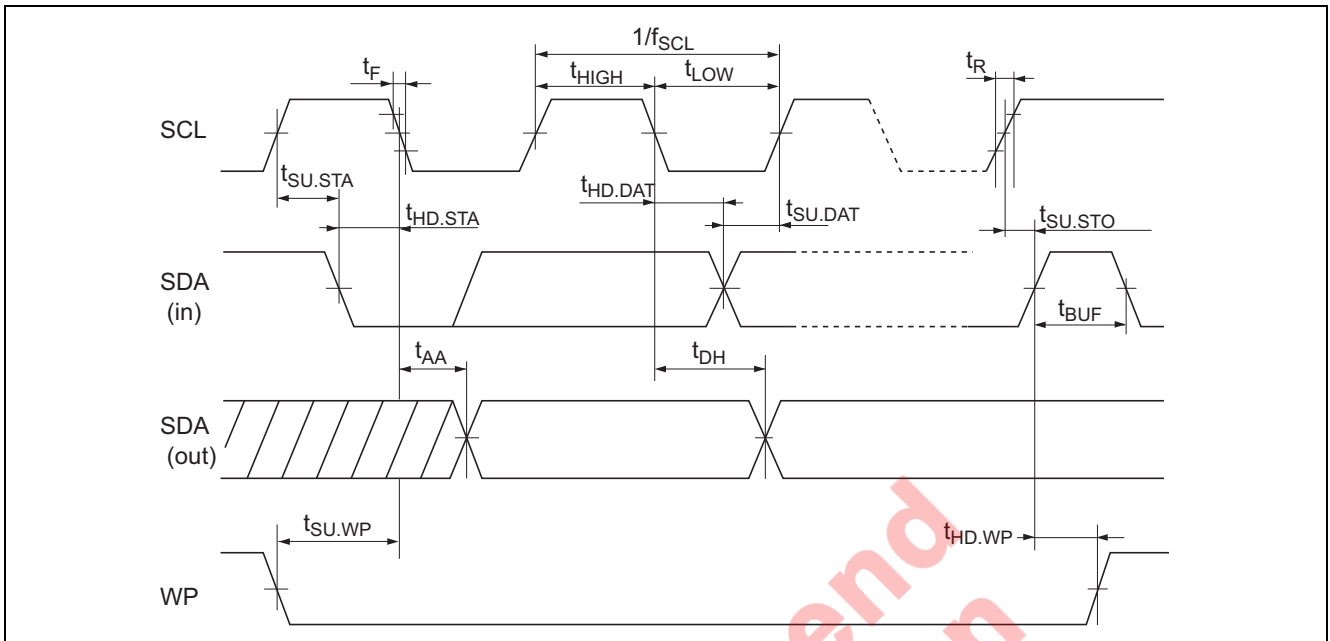 1/fSCL
tF
tHIGH
tLOW
tR
SCL
tSU.STA
tHD.STA
tHD.DAT
tSU.DAT
tSU.STO
SDA
(in)
tBUF
tAA
tDH
SDA
(out)
tSU.WP
tHD.WP
WP
end